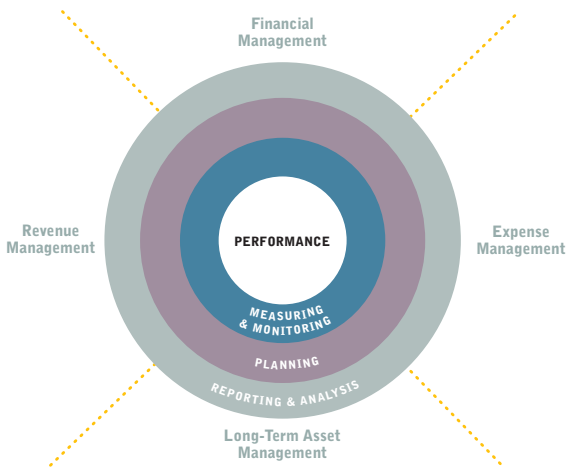 Financial
Management
Revenue
Management
PERFORMANCE
Expense
Management
MEASURING
& MONITORING
PLANNING
REPORTING & ANALYSIS
Long-Term Asset
Management